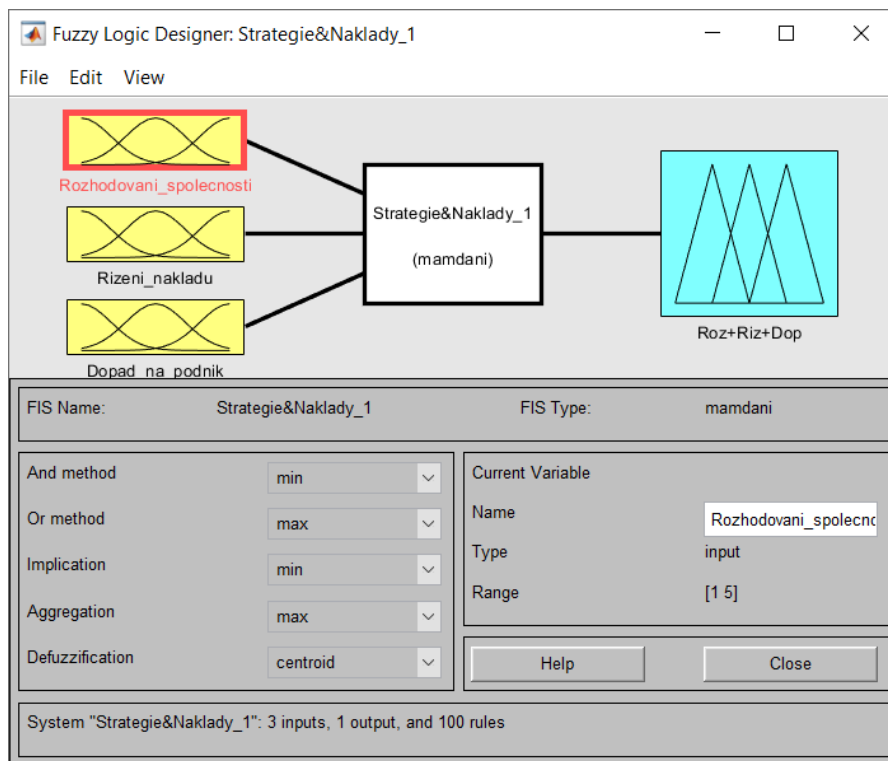 Fuzzy Logic Designer: Strategie&Naklady_1
File Edit View
Rozhodovani_spolecnosti
Rizeni_nakladu
Dopad_na_podnik
Strategie&Naklady_1
(mamdani)
Roz+Riz+Dop
FIS Name: Strategie&Naklady_1 FIS Type: mamdani
And method min
Or method max
Implication min
Aggregation max
Defuzzification centroid
Current Variable
Name Rozhodovani_spolecno
Type input
Range [1 5]
Help Close
System "Strategie&Naklady_1": 3 inputs, 1 output, and 100 rules